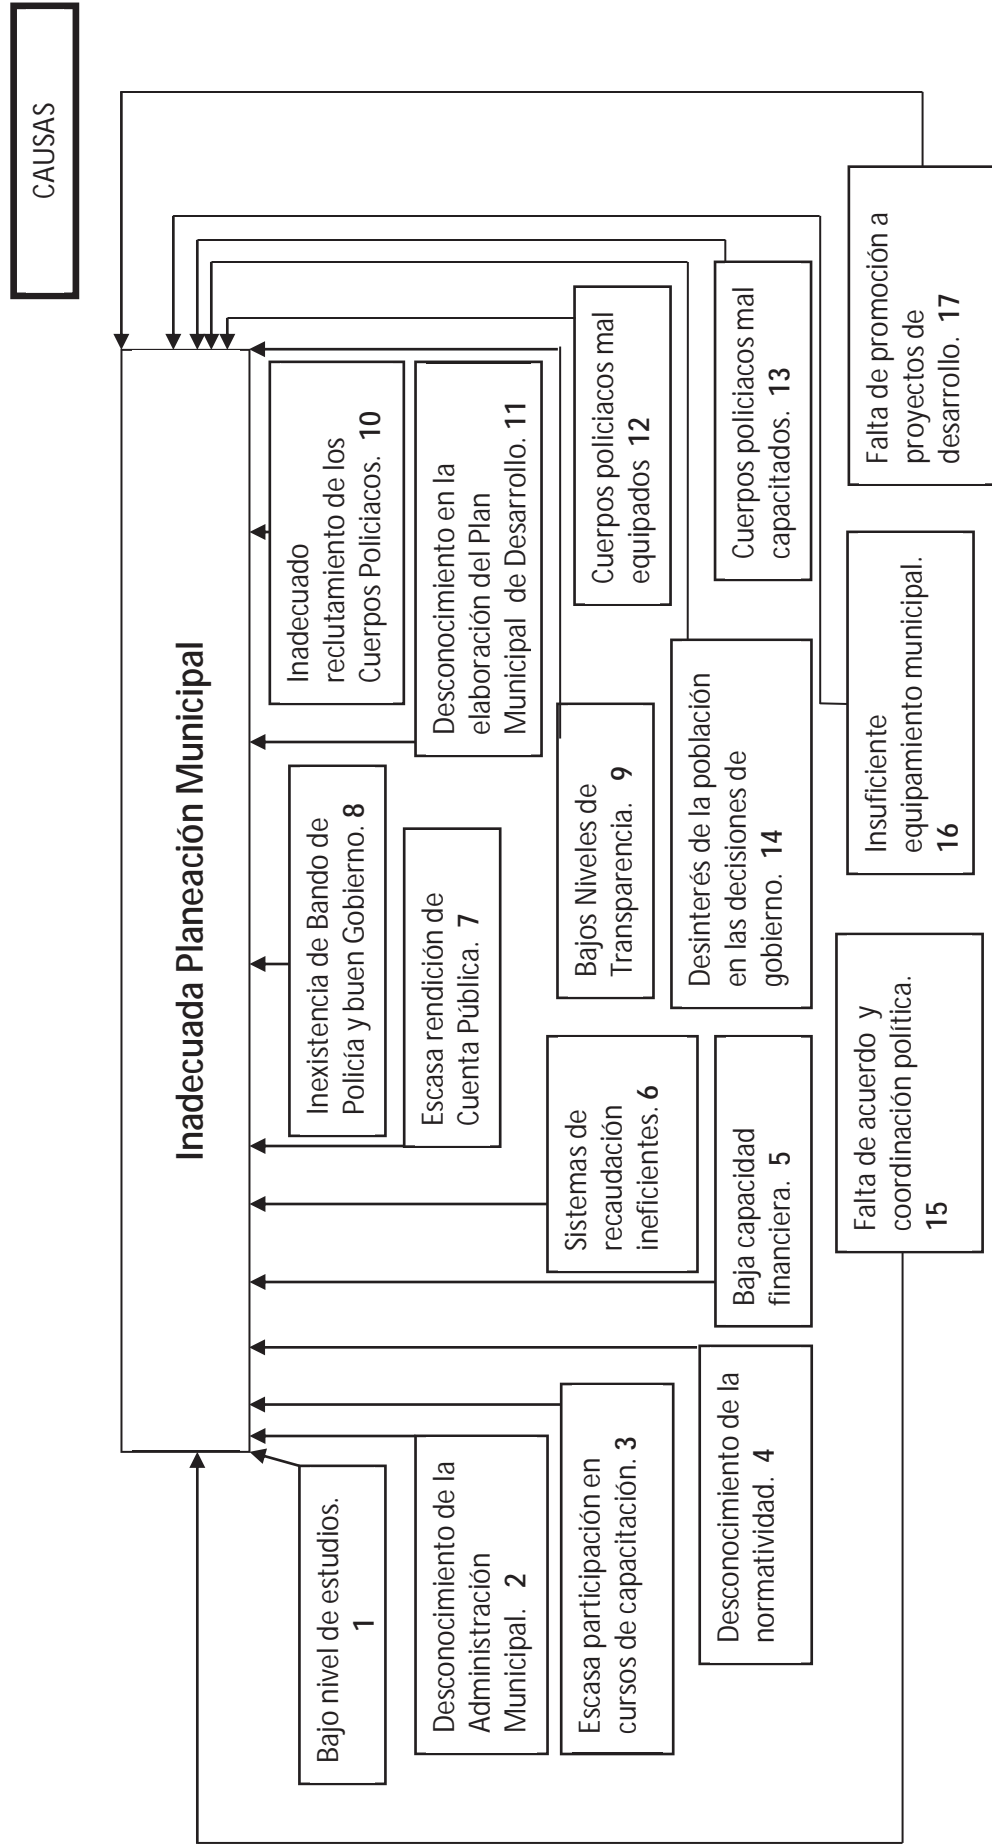 CAUSAS
Inadecuada Planeación Municipal
Bajo nivel de estudios.
1
Desconocimiento de la
Administración
Municipal. 2
Escasa participación en
cursos de capacitación. 3
Desconocimiento de la
normatividad. 4
Baja capacidad
financiera. 5
Sistemas de
recaudación
ineficientes. 6
Escasa rendición de
Cuenta Pública. 7
Inexistencia de Bando de
Policía y buen Gobierno. 8
Bajos Niveles de
Transparencia. 9
Inadecuado
reclutamiento de los
Cuerpos Policiacos. 10
Desconocimiento en la
elaboración del Plan
Municipal de Desarrollo. 11
Cuerpos policiacos mal
equipados 12
Cuerpos policiacos mal
capacitados. 13
Desinterés de la población
en las decisiones de
gobierno. 14
Falta de acuerdo y
coordinación política.
15
Insuficiente
equipamiento municipal.
16
Falta de promoción a
proyectos de
desarrollo. 17